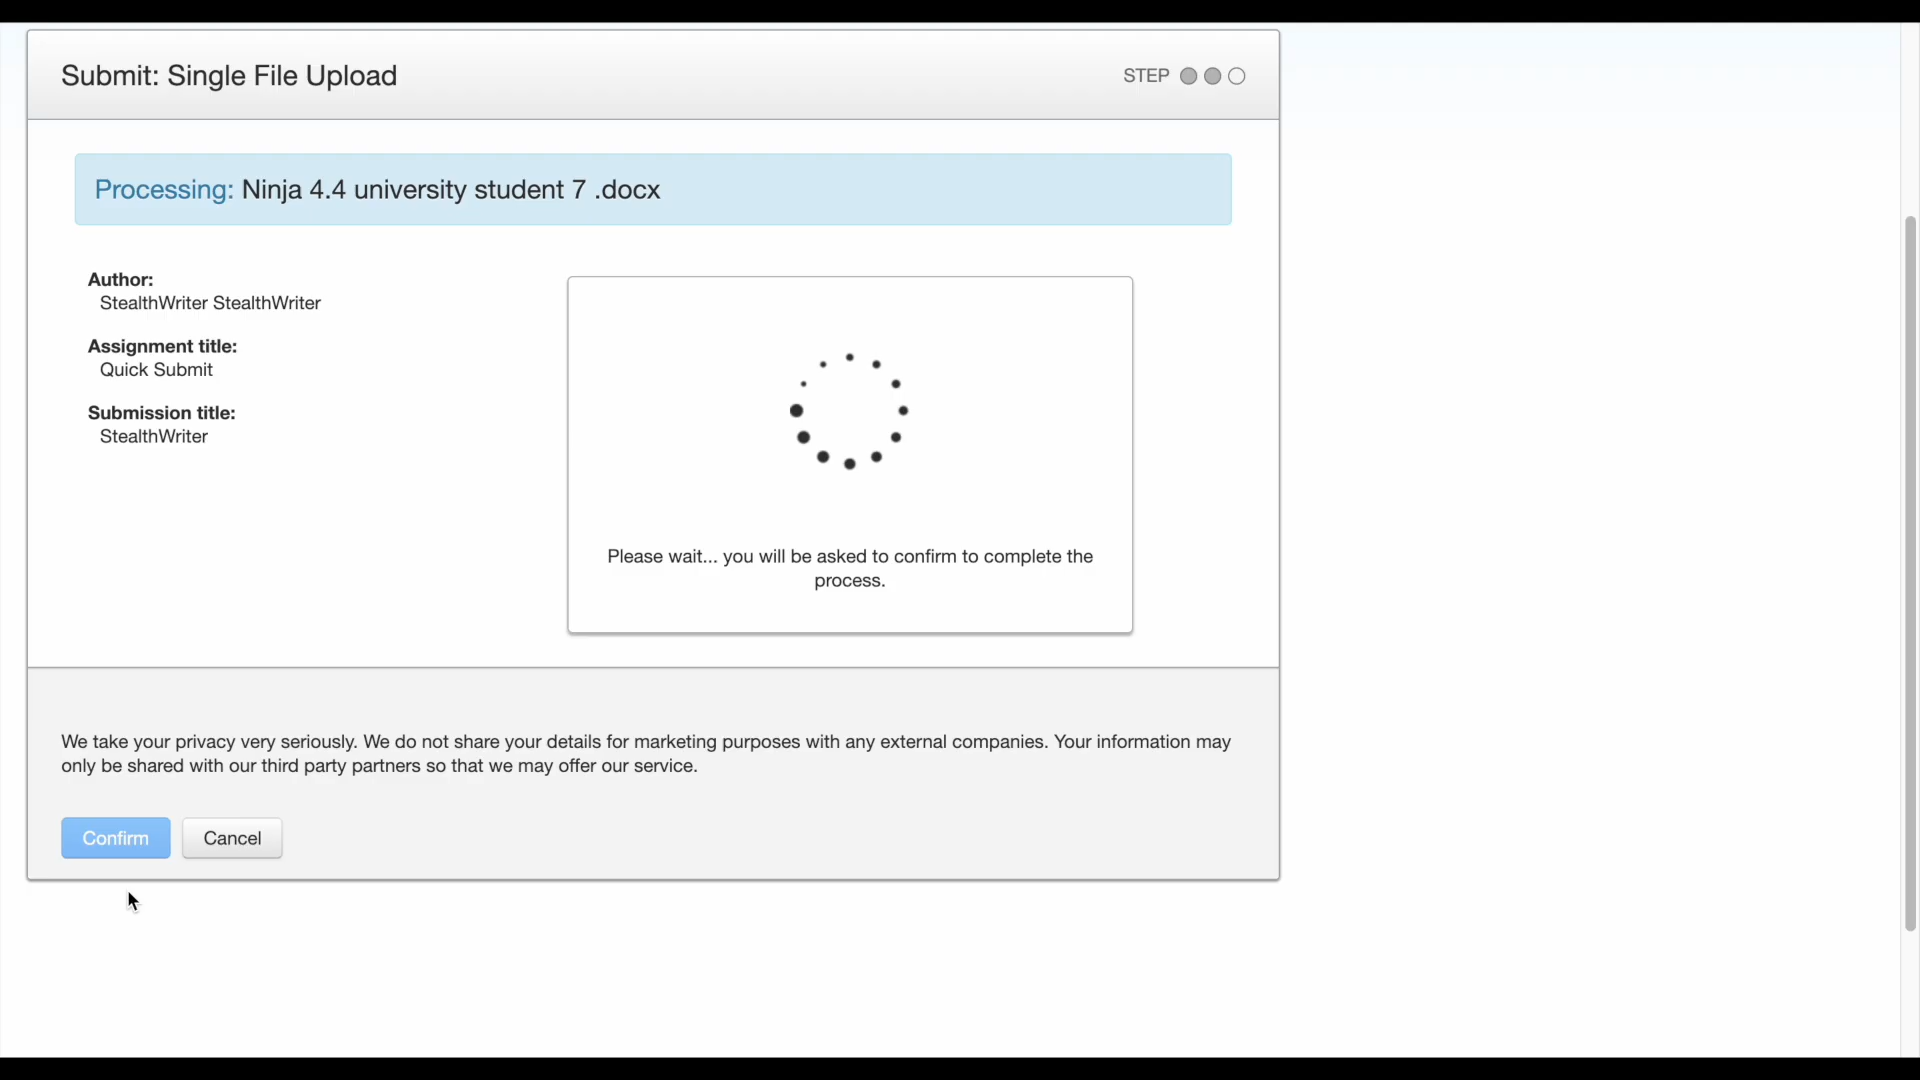 Submit: Single File Upload
STEP
Processing: Ninja 4.4 university student 7 .docx
Author:
StealthWriter StealthWriter
Assignment title:
Quick Submit
Submission title:
StealthWriter
Please wait... you will be asked to confirm to complete the
process.
We take your privacy very seriously. We do not share your details for marketing purposes with any external companies. Your information may
only be shared with our third party partners so that we may offer our service.
Confirm
Cancel